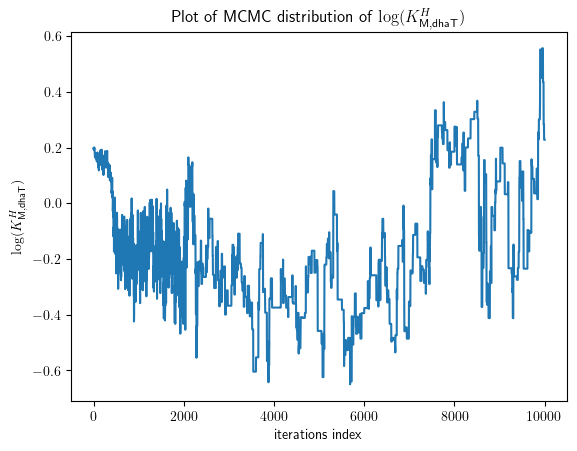 Plot of MCMC distribution of log(K^H_{M,dhaT})
log(K^H_{M,dhaT})
0.6
0.4
0.2
0.0
−0.2
−0.4
−0.6
0 2000 4000 6000 8000 10000
iterations index